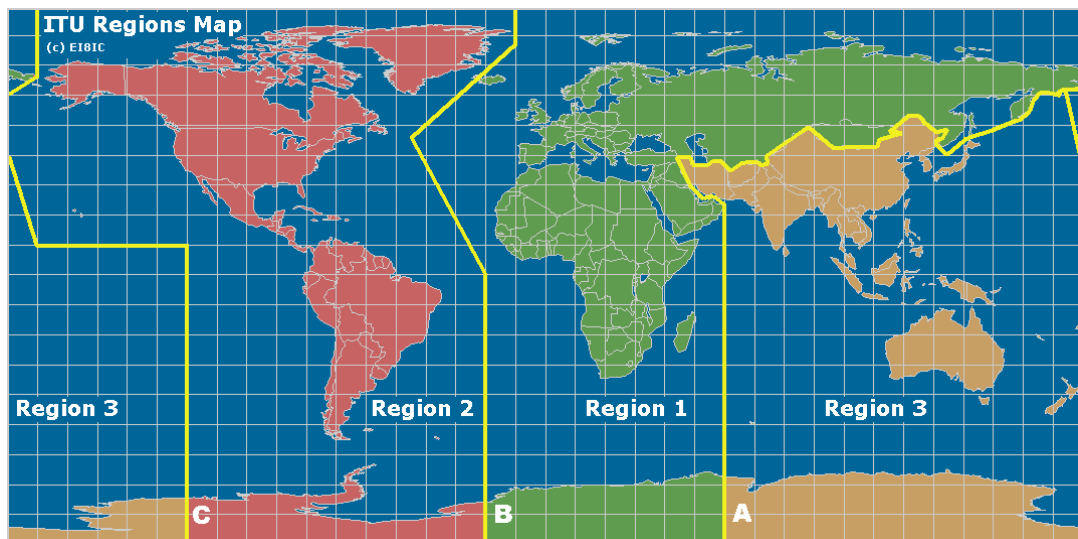 ITU Regions Map
(c) EI8IC
Region 3
Region 2
Region 1
Region 3
C
B
A